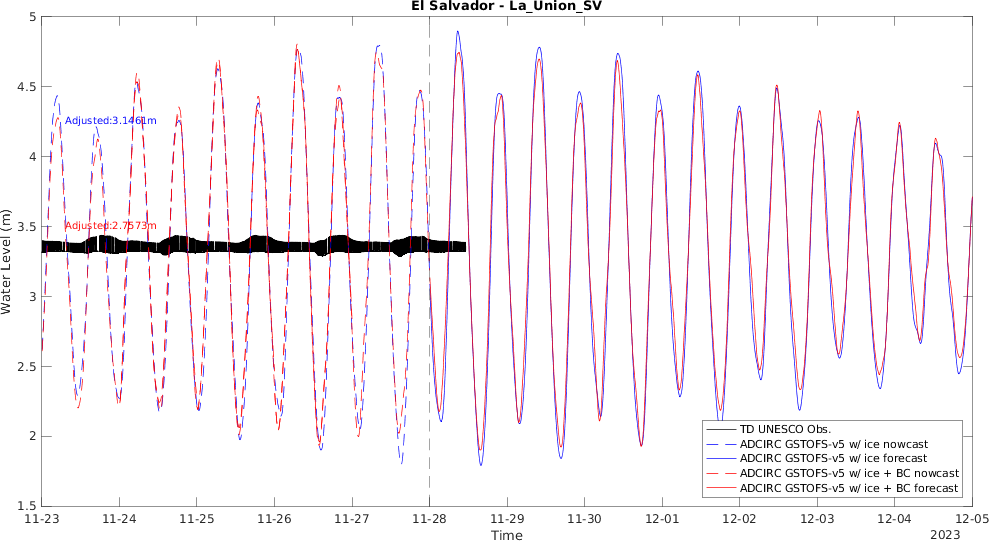 El Salvador - La_Union_SV
Water Level (m)
5
4.5
4
3.5
3
2.5
2
1.5
Adjusted:3.1461m
Adjusted:2.7573m
TD UNESCO Obs.
ADCIRC GSTOFS-v5 w/ ice nowcast
ADCIRC GSTOFS-v5 w/ ice forecast
ADCIRC GSTOFS-v5 w/ ice + BC nowcast
ADCIRC GSTOFS-v5 w/ ice + BC forecast
11-23 11-24 11-25 11-26 11-27 11-28 11-29 11-30 12-01 12-02 12-03 12-04 12-05
Time
2023